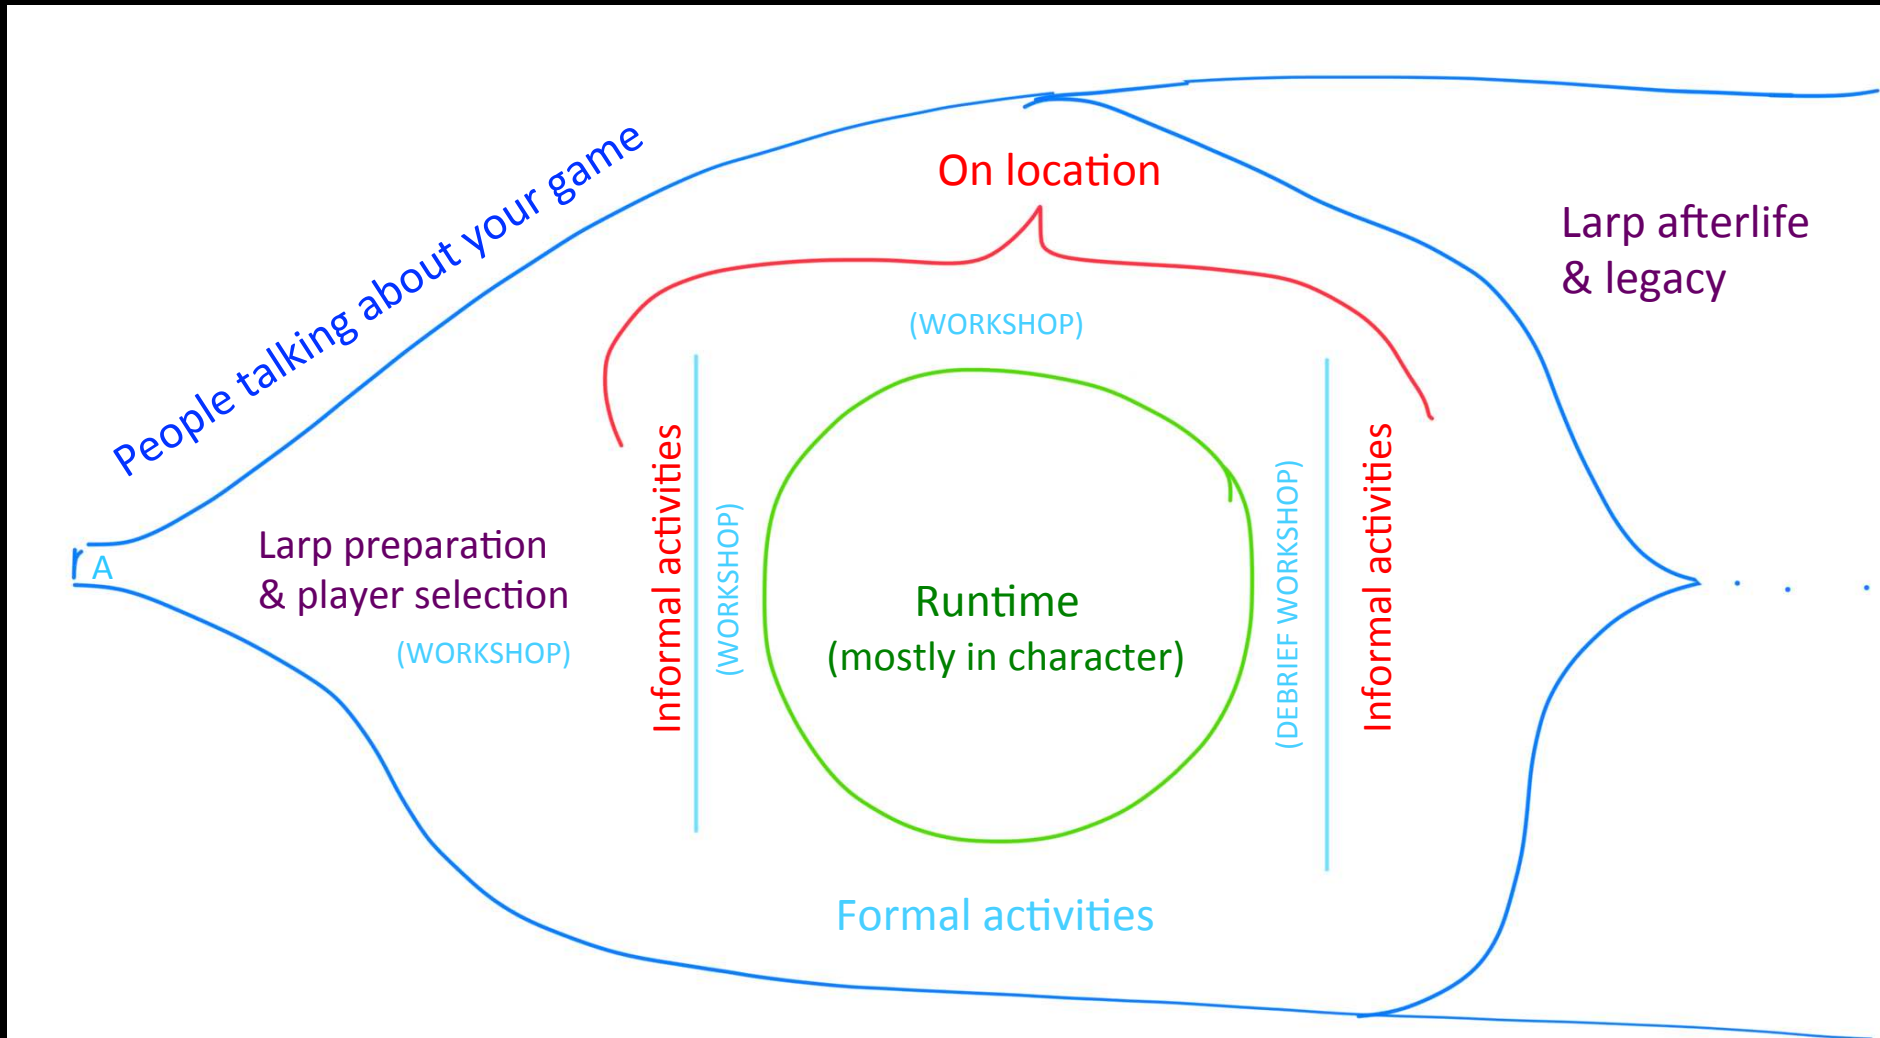 People talking about your game
On location
Larp afterlife
& legacy
(WORKSHOP)
A
Larp preparation
& player selection
(WORKSHOP)
Informal activities
(WORKSHOP)
Runtime
(mostly in character)
(DEBRIEF WORKSHOP)
Informal activities
Formal activities